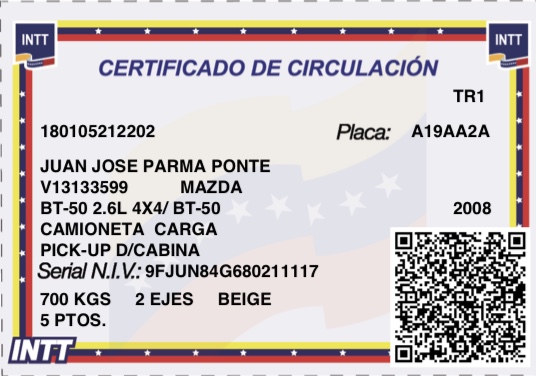 INTT
INTT
CERTIFICADO DE CIRCULACIÓN
TR1
180105212202 Placa: A19AA2A
JUAN JOSE PARMA PONTE
V13133599 MAZDA
BT-50 2.6L 4X4/ BT-50 2008
CAMIONETA CARGA
PICK-UP D/CABINA
Serial N.I.V.: 9FJUN84G680211117
700 KGS 2 EJES BEIGE
5 PTOS.
INTT